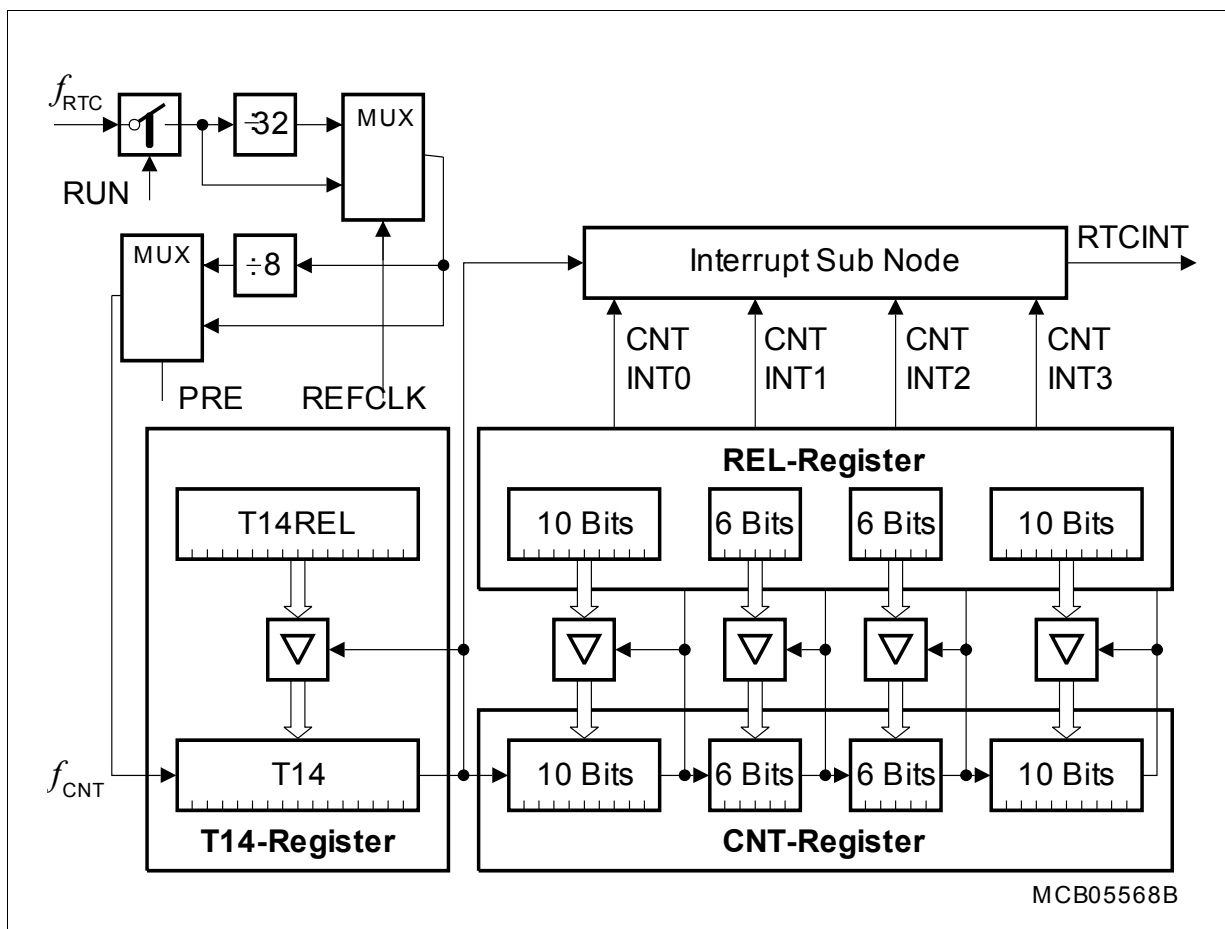 f RTC
÷32
MUX
RUN
MUX
÷8
Interrupt Sub Node
RTCINT
PRE
REFCLK
CNT INT0
CNT INT1
CNT INT2
CNT INT3
REL-Register
T14REL
10 Bits
6 Bits
6 Bits
10 Bits
f CNT
T14
10 Bits
6 Bits
6 Bits
10 Bits
T14-Register
CNT-Register
MCB05568B